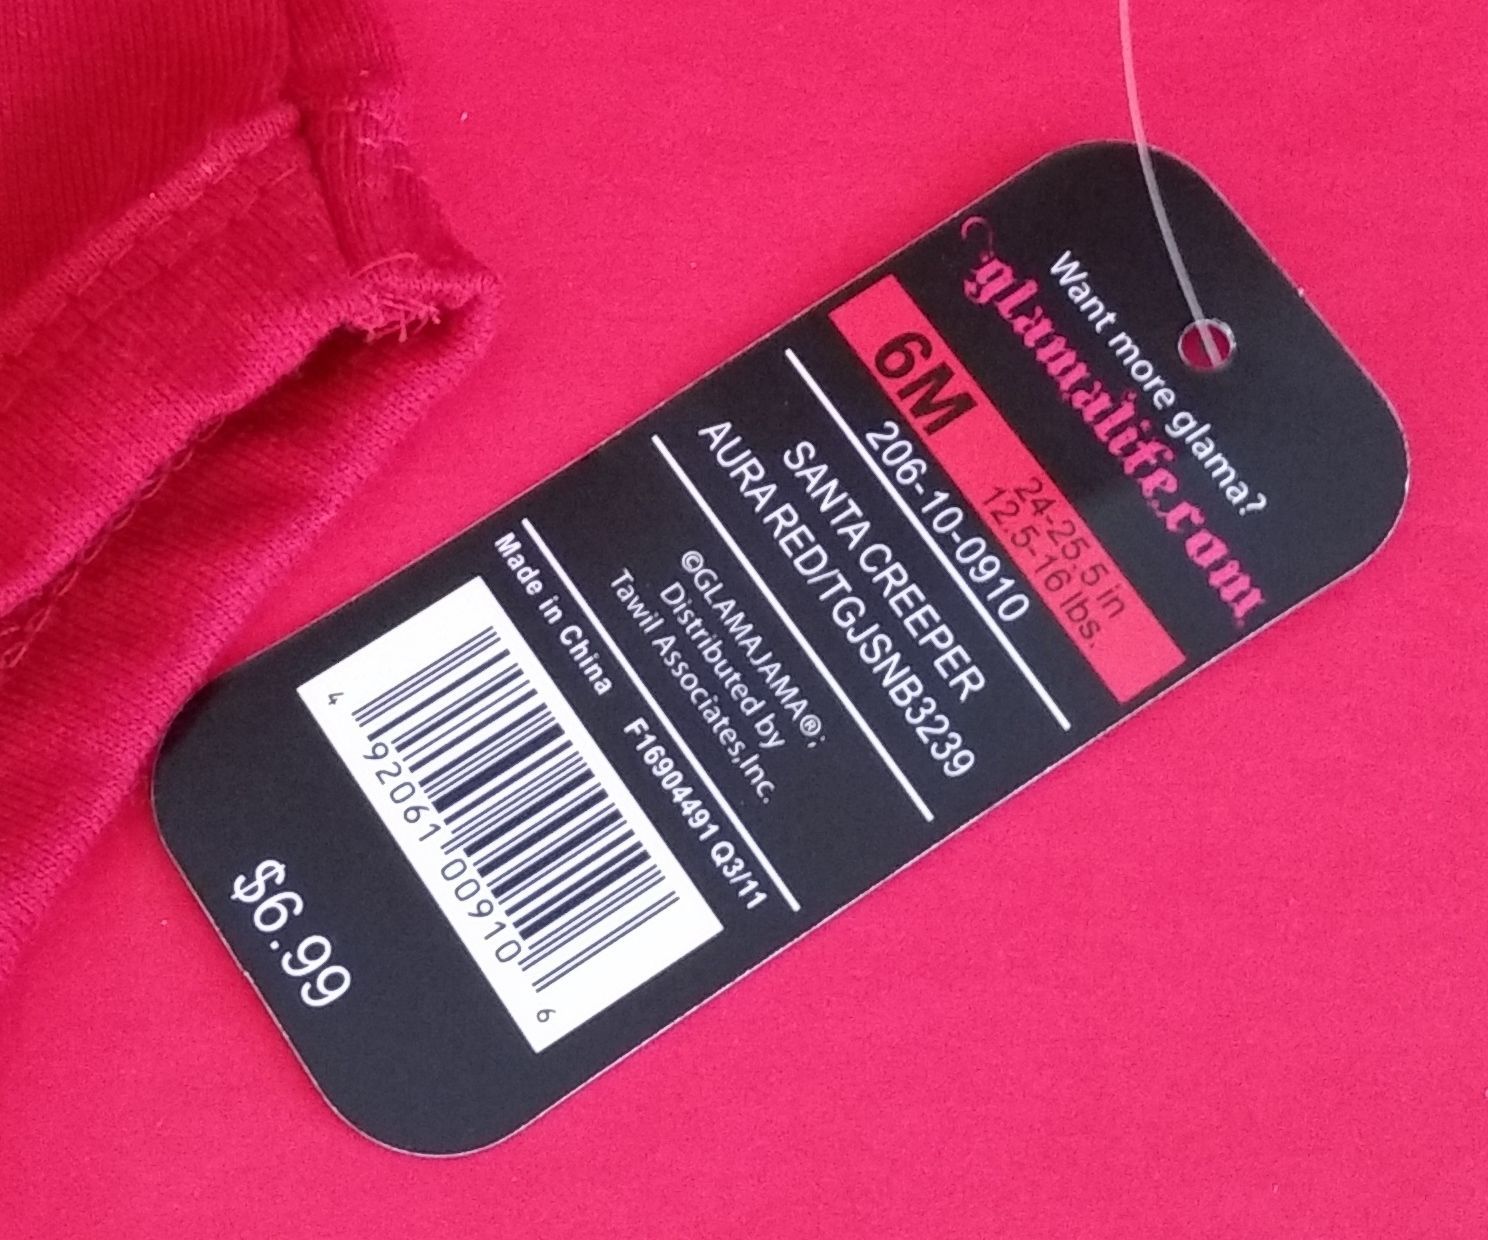 Want more glama?
glamalife.com
6M
24-25.5 in
12.5-16 lbs.
206-10-0910
SANTA CREEPER
AURA RED/TGJSNB3239
©GLAMAJAMA®;
Distributed by
Tawil Associates,Inc.
Made in China F16904491 Q3/11
4 92061 00910 6
$6.99